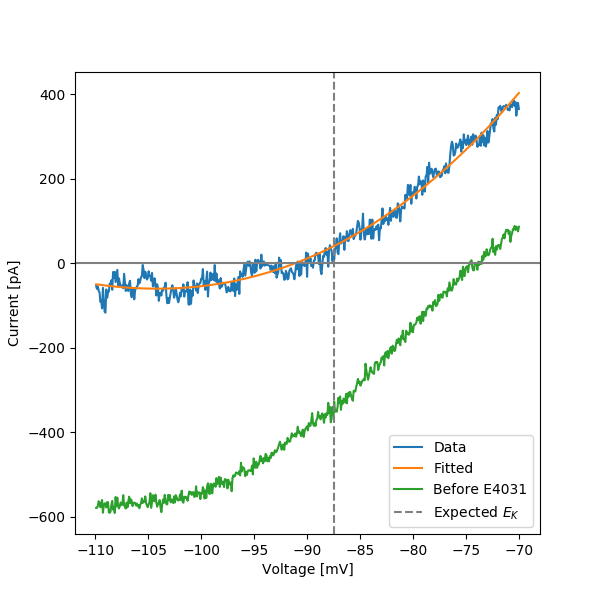 400
200
0
−200
−400
−600
Current [pA]
Data
Fitted
Before E4031
Expected E_K
−110 −105 −100 −95 −90 −85 −80 −75 −70
Voltage [mV]